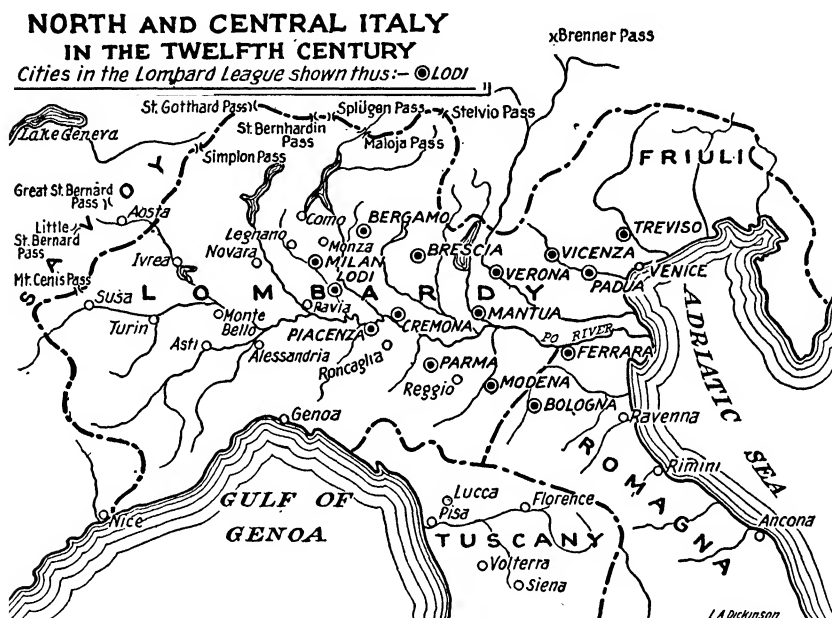 NORTH AND CENTRAL ITALY
IN THE TWELFTH CENTURY
Cities in the Lombard League shown thus:- LODI
xBrenner Pass
St. Gotthard Pass
Splügen Pass
Stelvio Pass
Lake Geneva
St. Bernhardin
Pass
Maloja Pass
Simplon Pass
FRIULI
Great St. Bernard
Pass
Aosta
Little
St. Bernard
Pass
SAVOY
Como
BERGAMO
TREVISO
Legnano
Monza
BRESCIA
VICENZA
Ivrea
Novara
MILAN
VERONA
VENICE
LODI
PADUA
Mt. Cenis Pass
LOMBARDY
Susa
Pavia
MANTUA
Turin
Monte
Bello
PIACENZA
CREMONA
PO RIVER
Asti
Alessandria
Roncaglia
PARMA
FERRARA
Reggio
MODENA
ADRIATIC SEA
BOLOGNA
Genoa
Ravenna
ROMAGNA
Rimini
GULF OF
GENOA
Lucca
Florence
Nice
Pisa
Ancona
TUSCANY
Volterra
Siena
L A Dickinson